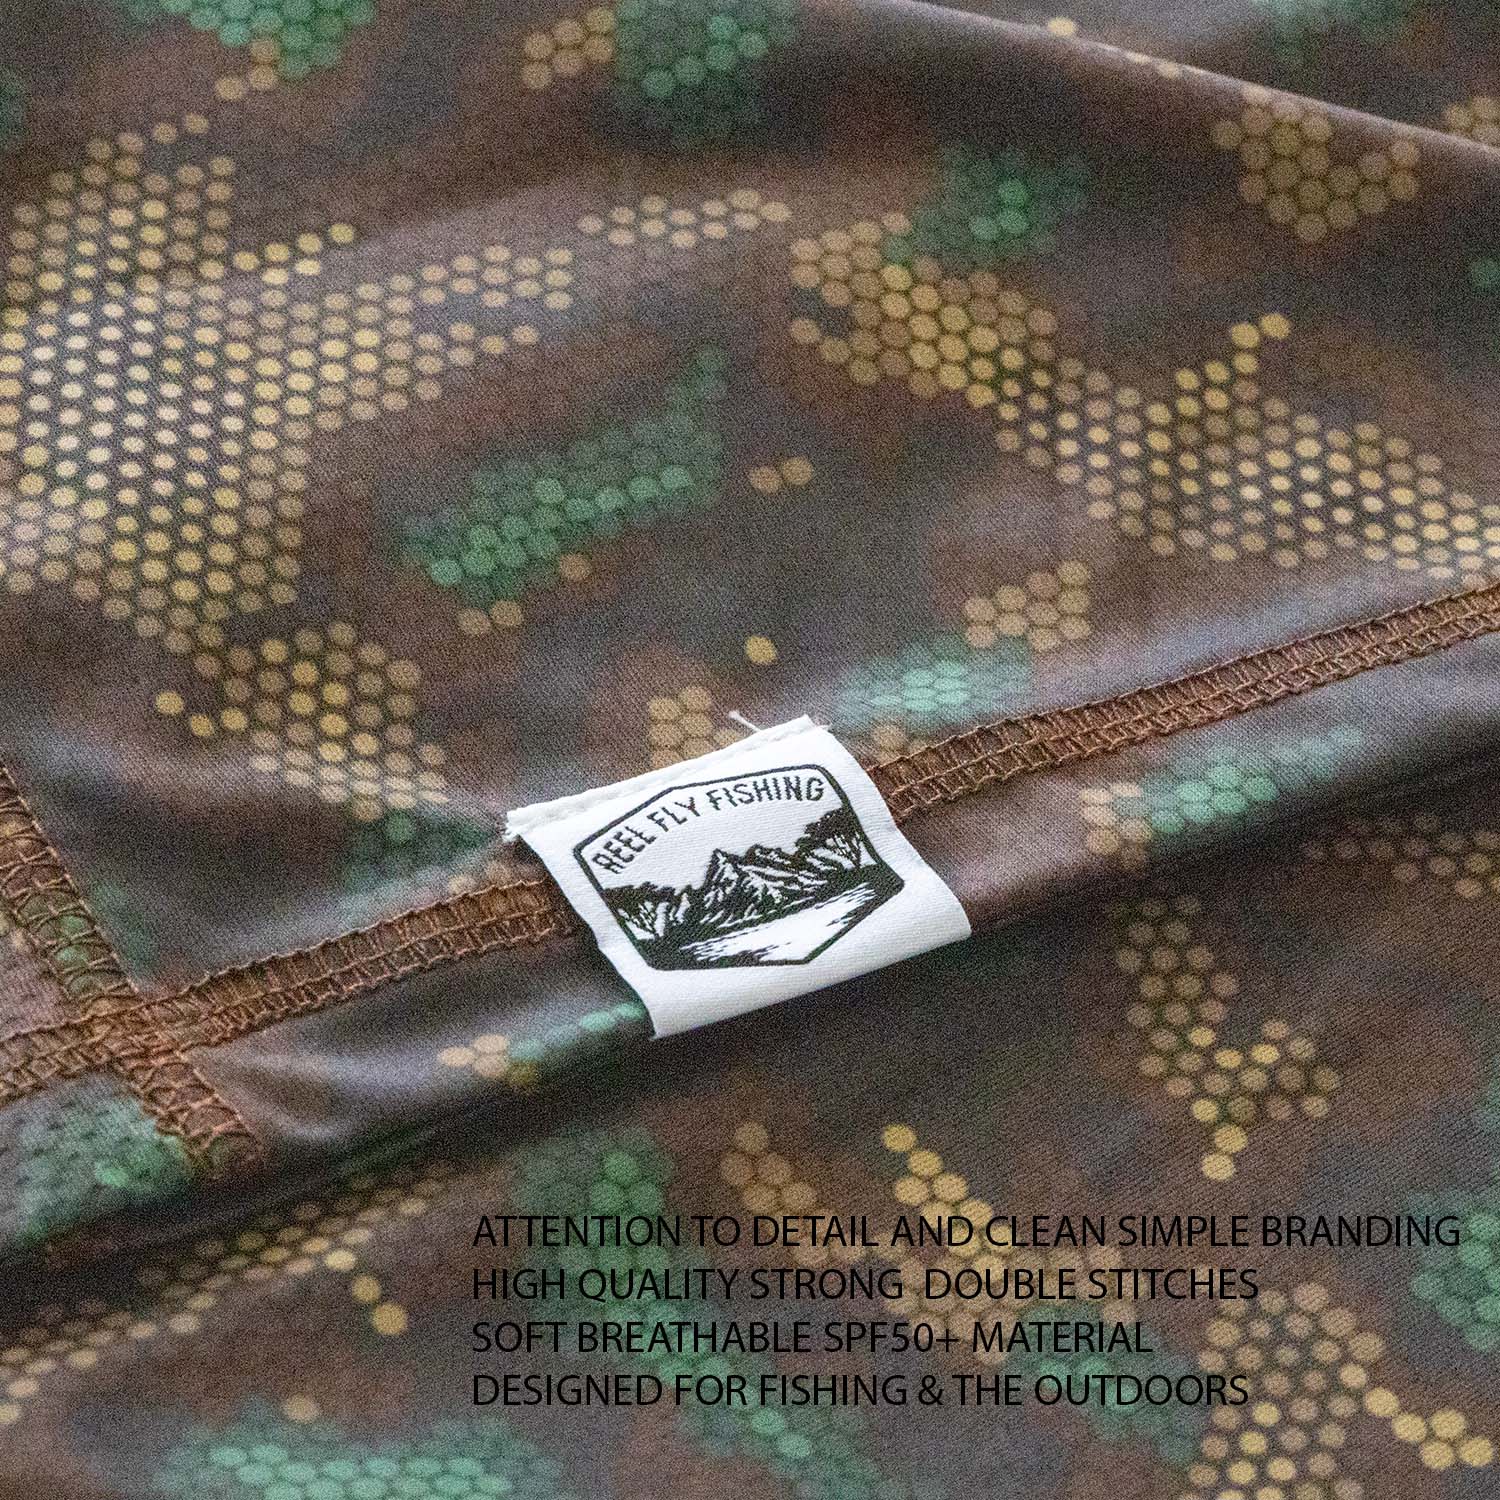 REEL FLY FISHING
ATTENTION TO DETAIL AND CLEAN SIMPLE BRANDING
HIGH QUALITY STRONG  DOUBLE STITCHES
SOFT BREATHABLE SPF50+ MATERIAL
DESIGNED FOR FISHING & THE OUTDOORS